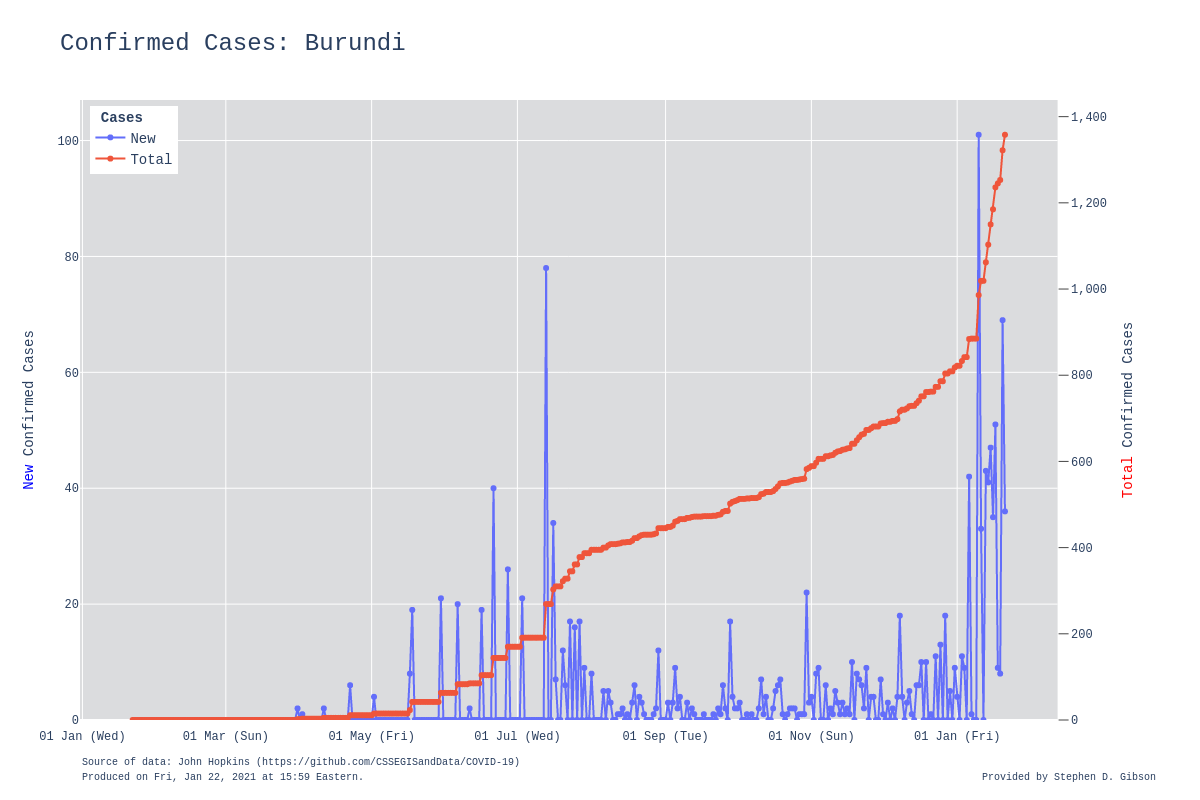 Confirmed Cases: Burundi
Cases
New
Total
100
80
60
40
20
0
1,400
1,200
1,000
800
600
400
200
0
New Confirmed Cases
Total Confirmed Cases
01 Jan (Wed)
01 Mar (Sun)
01 May (Fri)
01 Jul (Wed)
01 Sep (Tue)
01 Nov (Sun)
01 Jan (Fri)
Source of data: John Hopkins (https://github.com/CSSEGISandData/COVID-19)
Produced on Fri, Jan 22, 2021 at 15:59 Eastern.
Provided by Stephen D. Gibson